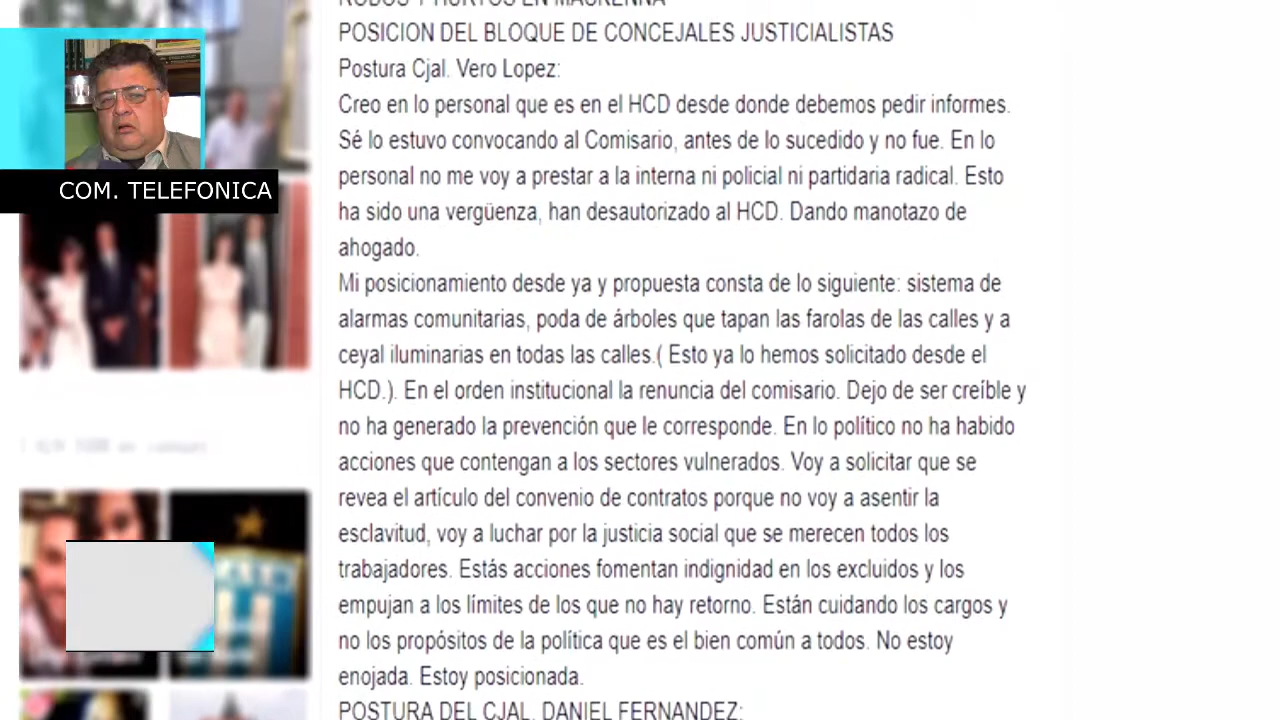 ROBOS Y HURTOS EN MACKENNA
POSICION DEL BLOQUE DE CONCEJALES JUSTICIALISTAS
Postura Cjal. Vero Lopez:
Creo en lo personal que es en el HCD desde donde debemos pedir informes.
Sé lo estuvo convocando al Comisario, antes de lo sucedido y no fue. En lo
personal no me voy a prestar a la interna ni policial ni partidaria radical. Esto
ha sido una vergüenza, han desautorizado al HCD. Dando manotazo de
ahogado.
Mi posicionamiento desde ya y propuesta consta de lo siguiente: sistema de
alarmas comunitarias, poda de árboles que tapan las farolas de las calles y a
ceyal iluminarias en todas las calles.( Esto ya lo hemos solicitado desde el
HCD.). En el orden institucional la renuncia del comisario. Dejo de ser creíble y
no ha generado la prevención que le corresponde. En lo político no ha habido
acciones que contengan a los sectores vulnerados. Voy a solicitar que se
revea el artículo del convenio de contratos porque no voy a asentir la
esclavitud, voy a luchar por la justicia social que se merecen todos los
trabajadores. Estás acciones fomentan indignidad en los excluidos y los
empujan a los límites de los que no hay retorno. Están cuidando los cargos y
no los propósitos de la política que es el bien común a todos. No estoy
enojada. Estoy posicionada.
POSTURA DEL CJAL. DANIEL FERNANDEZ:
COM. TELEFONICA